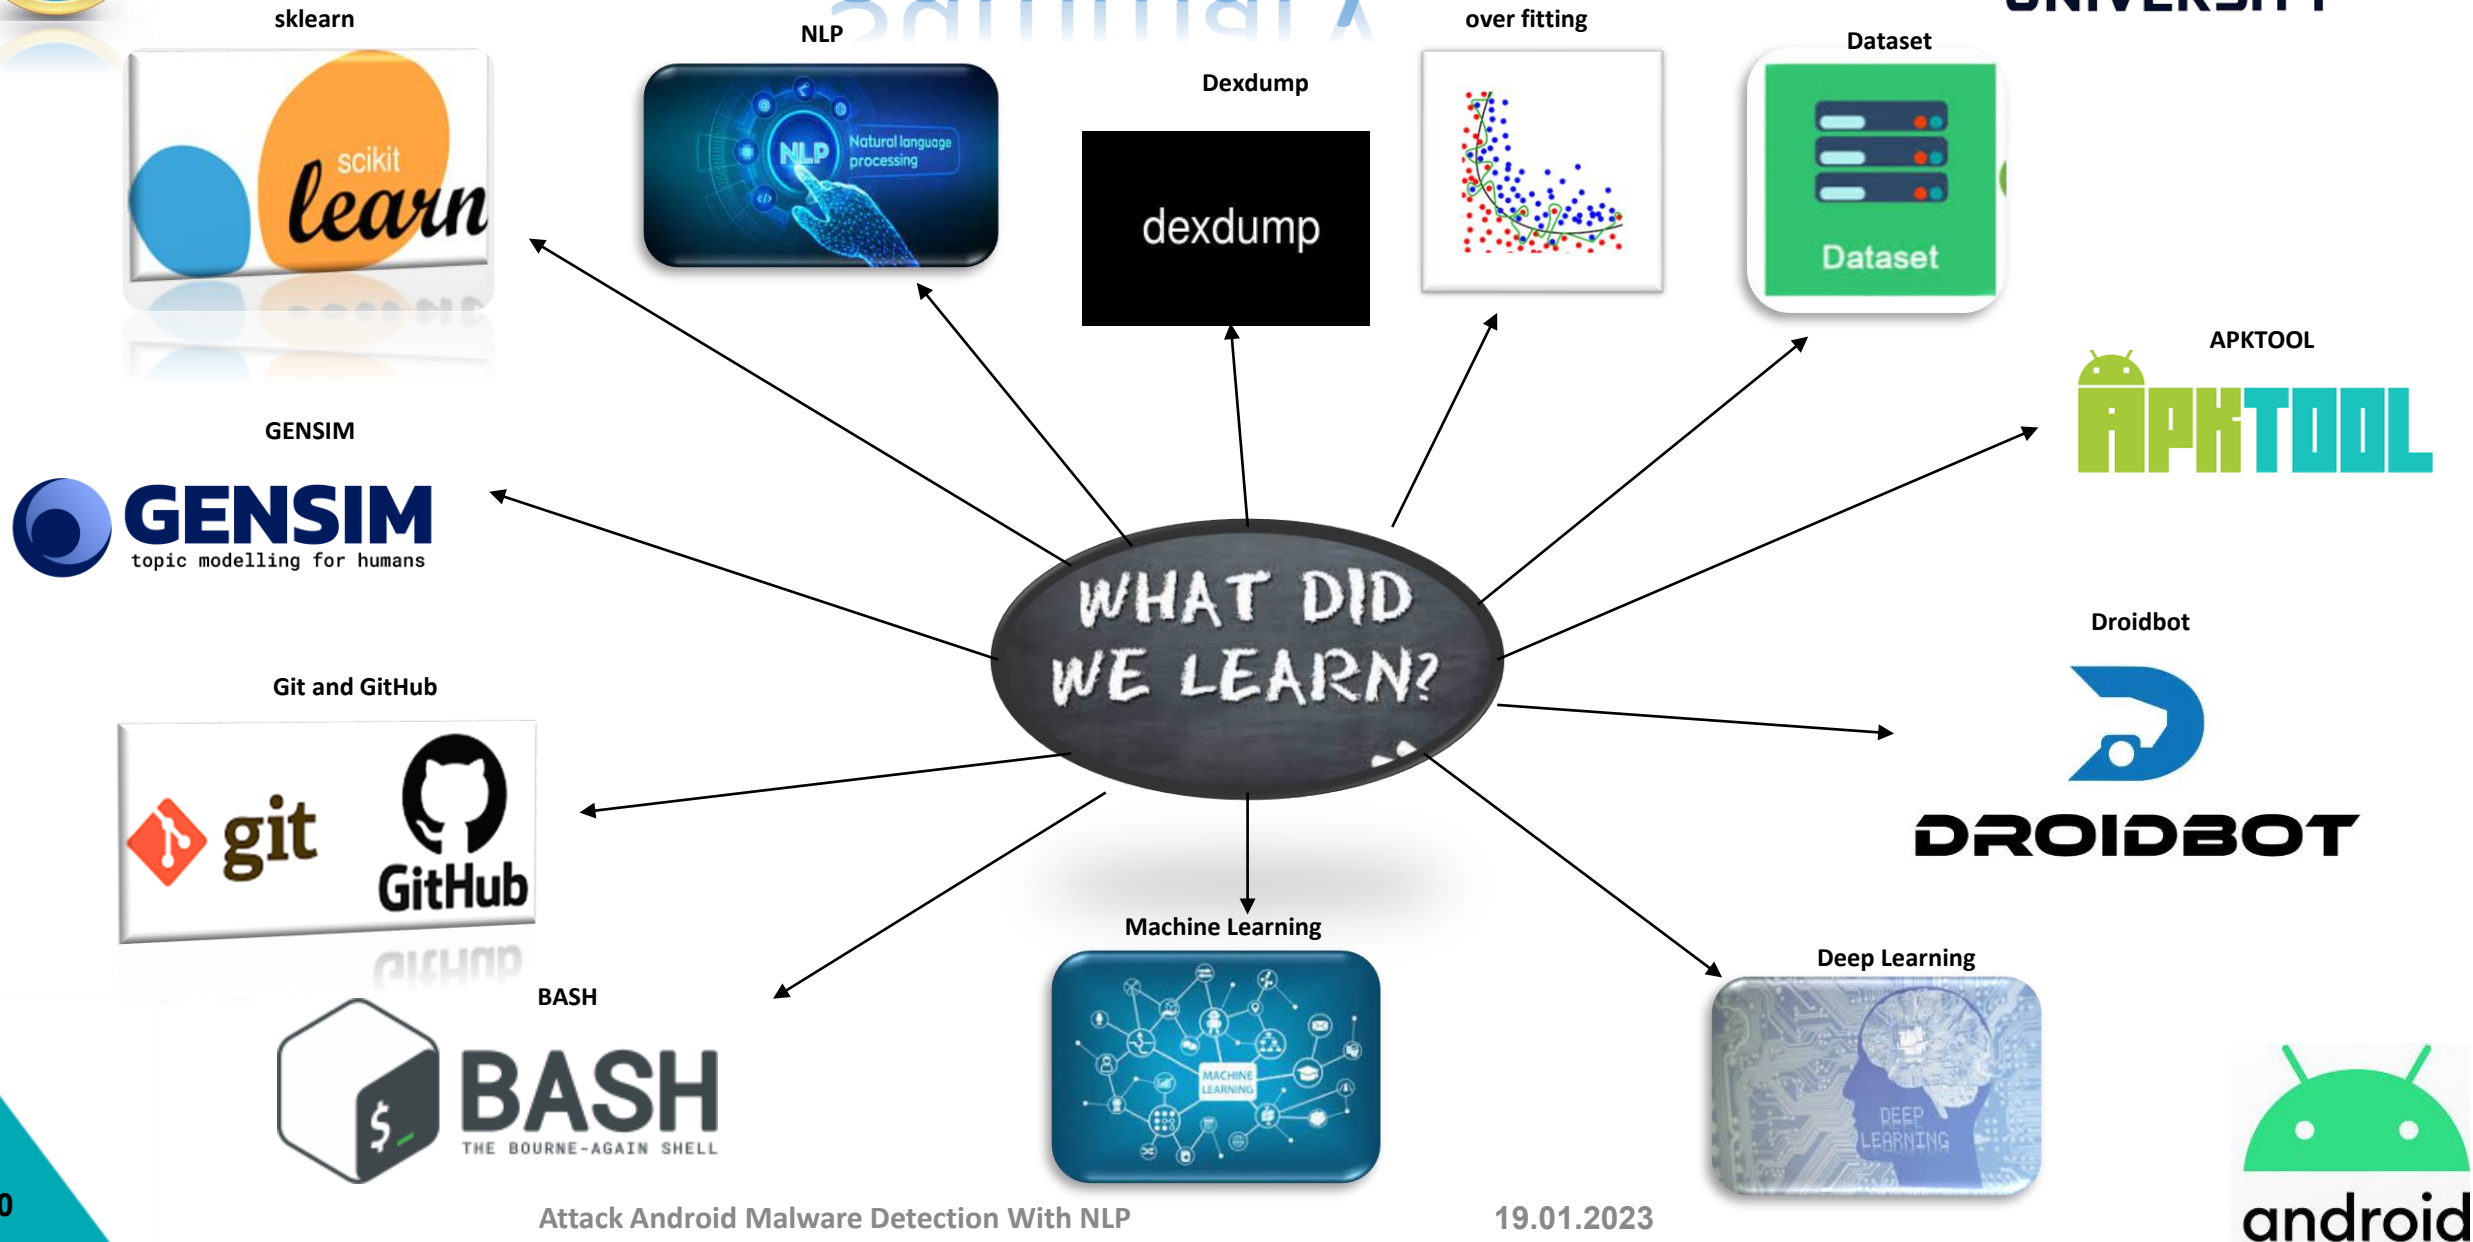 UNIVERSITY
sklearn
scikit
learn
NLP
NLP
Natural language
processing
Dexdump
dexdump
over fitting
Dataset
Dataset
APKTOOL
APKTOOL
GENSIM
GENSIM
topic modelling for humans
WHAT DID
WE LEARN?
Droidbot
DROIDBOT
Git and GitHub
git
GitHub
BASH
$_
BASH
THE BOURNE-AGAIN SHELL
Machine Learning
MACHINE
LEARNING
Deep Learning
DEEP
LEARNING
android
0
Attack Android Malware Detection With NLP
19.01.2023